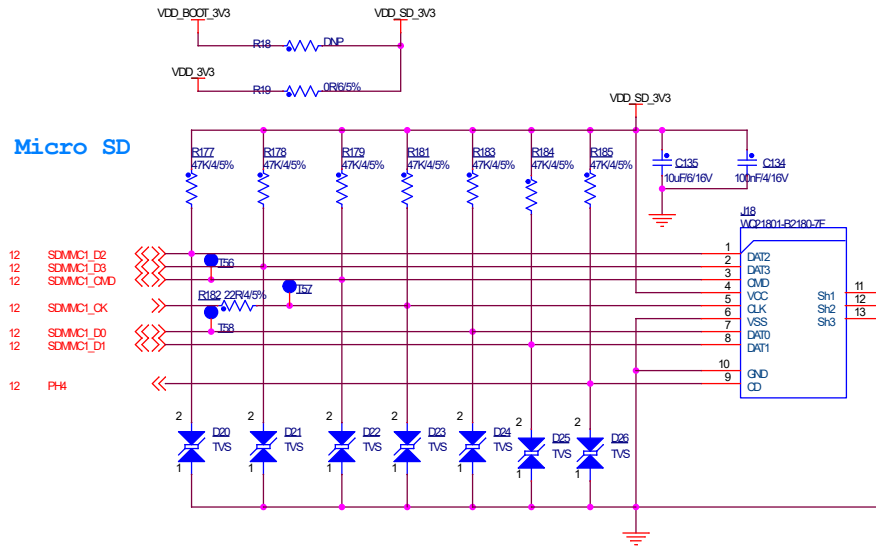 VDD_BOOT_3V3 VDD_SD_3V3
R18 DNP
VDD_3V3
R19 0R/6/5%
VDD_SD_3V3
Micro SD
R177 R178 R179 R181 R183 R184 R185
47K/4/5% 47K/4/5% 47K/4/5% 47K/4/5% 47K/4/5% 47K/4/5% 47K/4/5%
C135 C134
10uF/6/16V 100nF/4/16V
J18
WQ21801-B2180-7F
12 SDMMC1_D2 1 DAT2
T56
12 SDMMC1_D3 2 DAT3
12 SDMMC1_CMD 3 CMD
T57
4 VCC Sh1 11
R182 22R/4/5%
12 SDMMC1_CK 5 CLK Sh2 12
6 VSS Sh3 13
T58
12 SDMMC1_D0 7 DAT0
12 SDMMC1_D1 8 DAT1
10 GND
12 PH4 9 CD
2 2 2 2 2 2 2
D20 D21 D22 D23 D24 D25 D26
TVS TVS TVS TVS TVS TVS TVS
1 1 1 1 1 1 1